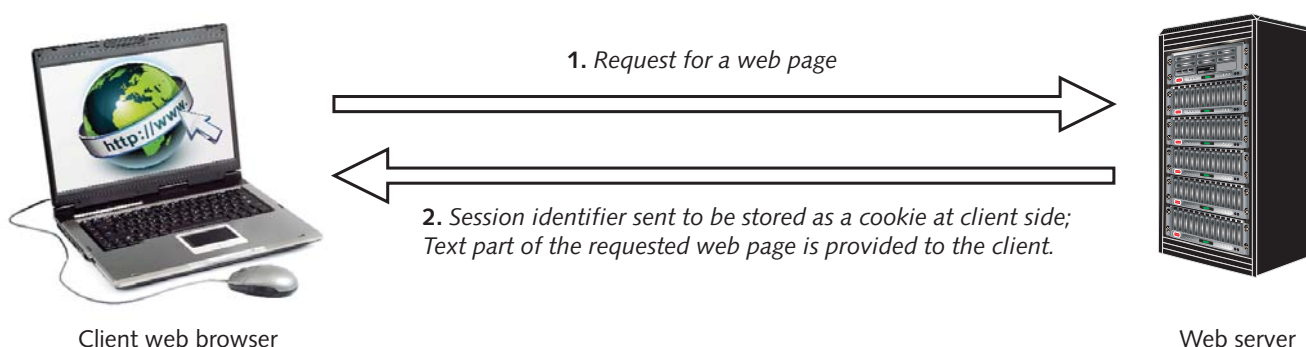 1. Request for a web page
http://www.
2. Session identifier sent to be stored as a cookie at client side;
Text part of the requested web page is provided to the client.
Client web browser
Web server